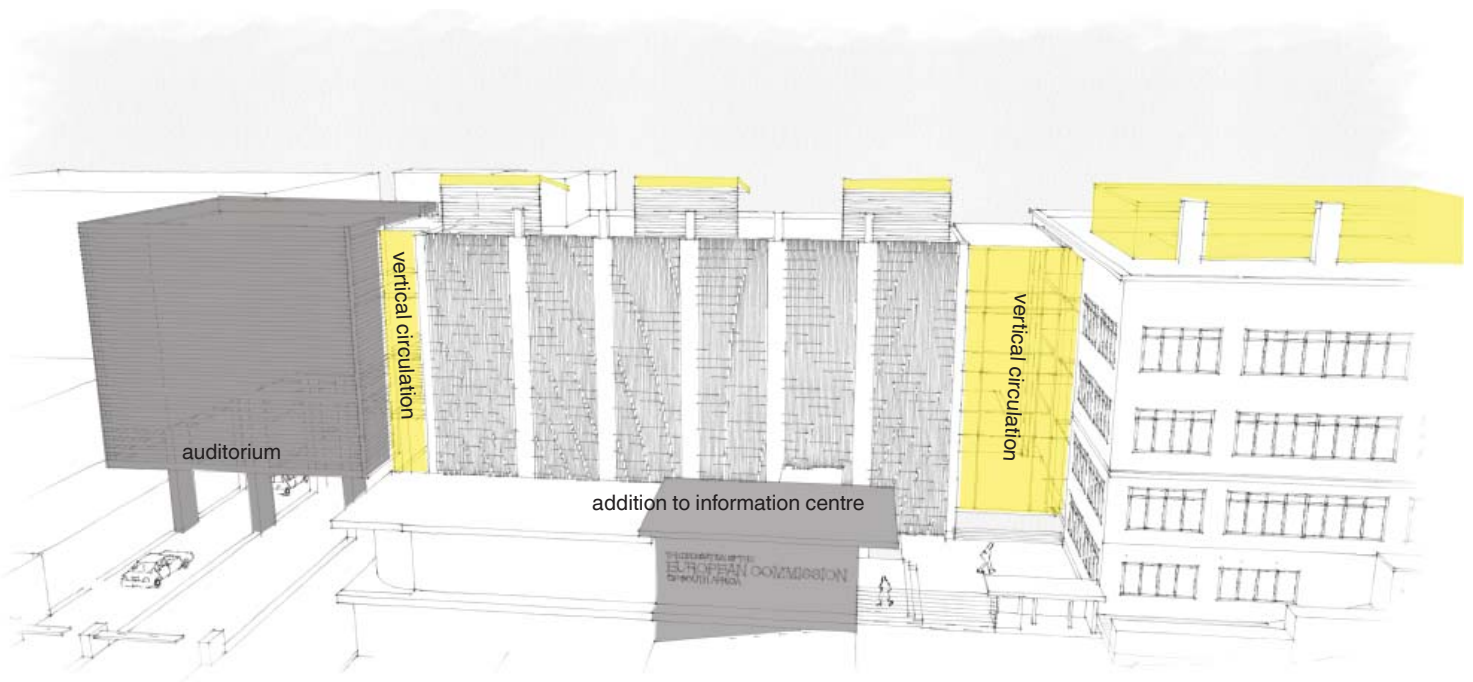 vertical circulation
vertical circulation
auditorium
addition to information centre
EUROPEAN COMMISSION